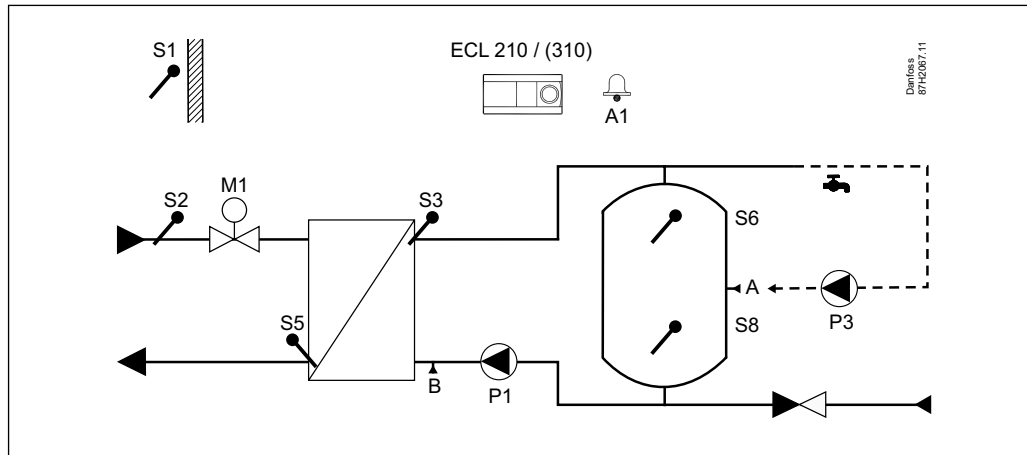 S1
ECL 210 / (310)
A1
Danfoss
87H2067.11
S2
M1
S3
S6
A
P3
S8
S5
B
P1